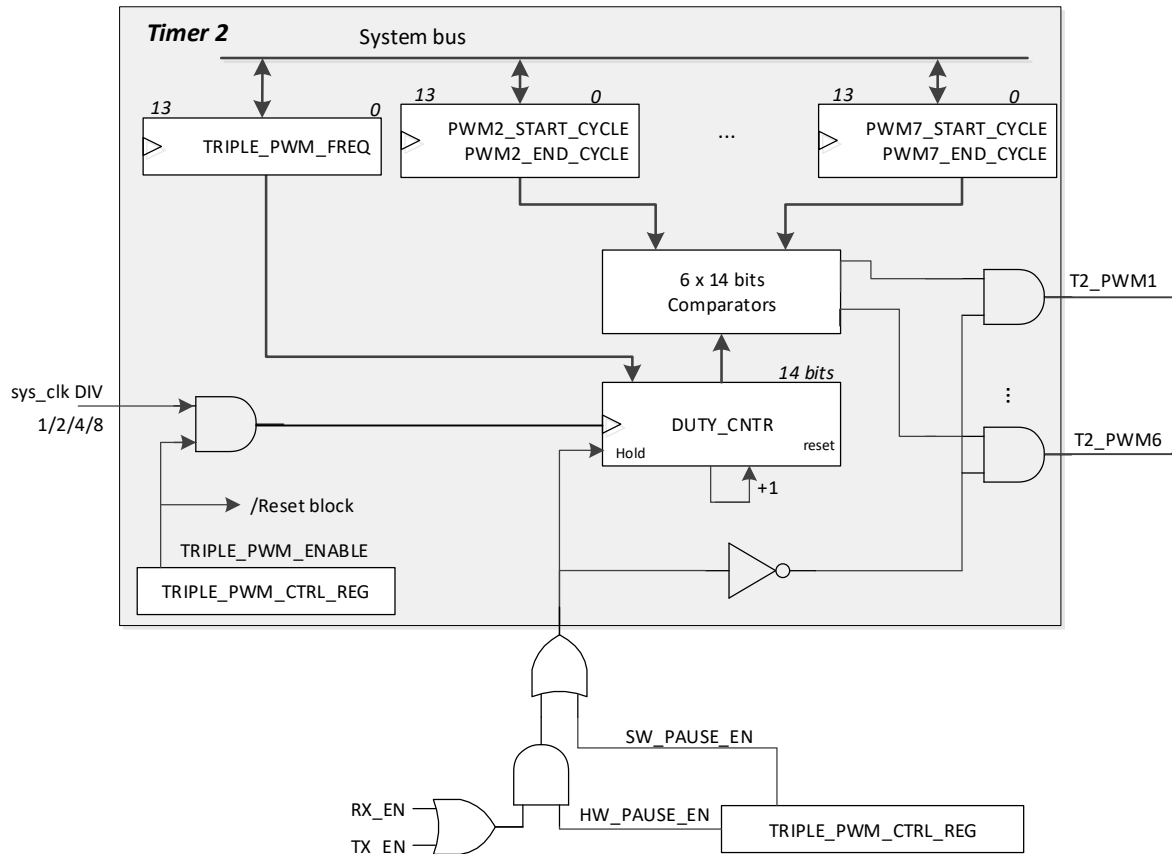 Timer 2
System bus
13
0
13
0
13
0
TRIPLE_PWM_FREQ
PWM2_START_CYCLE
PWM2_END_CYCLE
...
PWM7_START_CYCLE
PWM7_END_CYCLE
6 x 14 bits
Comparators
T2_PWM1
14 bits
sys_clk DIV
1/2/4/8
DUTY_CNTR
Hold
reset
...
T2_PWM6
+1
/Reset block
TRIPLE_PWM_ENABLE
TRIPLE_PWM_CTRL_REG
SW_PAUSE_EN
RX_EN
HW_PAUSE_EN
TRIPLE_PWM_CTRL_REG
TX_EN